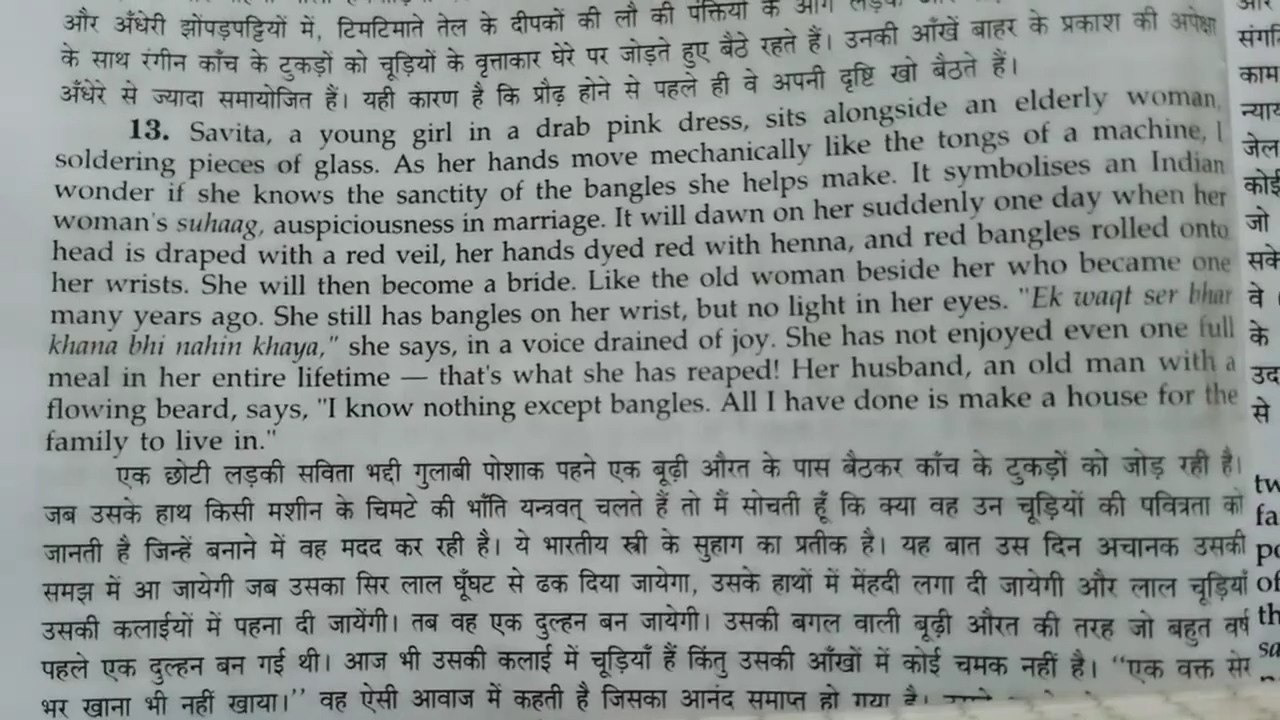 और अँधेरी झोंपड़पट्टियों में, टिमटिमाते तेल के दीपकों की लौ की पंक्तियों के आगे
के साथ रंगीन काँच के टुकड़ों को चूड़ियों के वृत्ताकार घेरे पर जोड़ते हुए बैठे रहते हैं। उनकी आँखें बाहर के प्रकाश की अपेक्षा
अँधेरे से ज्यादा समायोजित हैं। यही कारण है कि प्रौढ़ होने से पहले ही वे अपनी दृष्टि खो बैठते हैं।
13. Savita, a young girl in a drab pink dress, sits alongside an elderly woman,
soldering pieces of glass. As her hands move mechanically like the tongs of a machine, I
wonder if she knows the sanctity of the bangles she helps make. It symbolises an Indian
woman's suhaag, auspiciousness in marriage. It will dawn on her suddenly one day when her
head is draped with a red veil, her hands dyed red with henna, and red bangles rolled onto
her wrists. She will then become a bride. Like the old woman beside her who became one
many years ago. She still has bangles on her wrist, but no light in her eyes. "Ek waqt ser bhar
khana bhi nahin khaya," she says, in a voice drained of joy. She has not enjoyed even one full
meal in her entire lifetime — that's what she has reaped! Her husband, an old man with a
flowing beard, says, "I know nothing except bangles. All I have done is make a house for the
family to live in."
एक छोटी लड़की सविता भद्दी गुलाबी पोशाक पहने एक बूढ़ी औरत के पास बैठकर काँच के टुकड़ों को जोड़ रही है।
जब उसके हाथ किसी मशीन के चिमटे की भाँति यन्त्रवत् चलते हैं तो मैं सोचती हूँ कि क्या वह उन चूड़ियों की पवित्रता को
जानती है जिन्हें बनाने में वह मदद कर रही है। ये भारतीय स्त्री के सुहाग का प्रतीक है। यह बात उस दिन अचानक उसकी
समझ में आ जायेगी जब उसका सिर लाल घूँघट से ढक दिया जायेगा, उसके हाथों में मेंहदी लगा दी जायेगी और लाल चूड़ियाँ
उसकी कलाईयों में पहना दी जायेंगी। तब वह एक दुल्हन बन जायेगी। उसकी बगल वाली बूढ़ी औरत की तरह जो बहुत वर्ष
पहले एक दुल्हन बन गई थी। आज भी उसकी कलाई में चूड़ियाँ हैं किंतु उसकी आँखों में कोई चमक नहीं है। “एक वक्त सेर
भर खाना भी नहीं खाया।’’ वह ऐसी आवाज में कहती है जिसका आनंद समाप्त हो गया है।
काम
जेल
कोई
जो
सके
वे
के
से